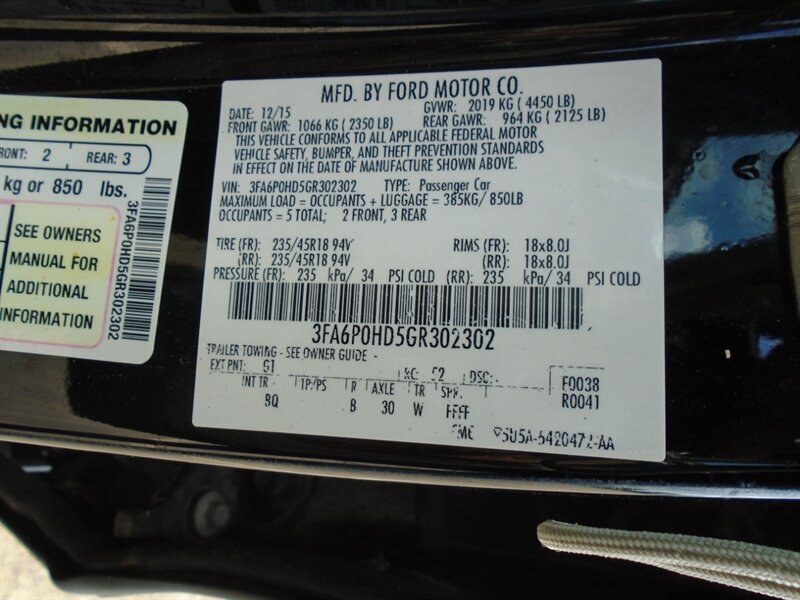 NG INFORMATION
RONT: 2 REAR: 3
kg or 850 lbs.
SEE OWNERS
MANUAL FOR
ADDITIONAL
INFORMATION
3FA6P0HD5GR302302
MFD. BY FORD MOTOR CO.
DATE: 12/15 GVWR: 2019 KG ( 4450 LB)
FRONT GAWR: 1066 KG ( 2350 LB) REAR GAWR: 964 KG ( 2125 LB)
THIS VEHICLE CONFORMS TO ALL APPLICABLE FEDERAL MOTOR
VEHICLE SAFETY, BUMPER, AND THEFT PREVENTION STANDARDS
IN EFFECT ON THE DATE OF MANUFACTURE SHOWN ABOVE.
VIN: 3FA6P0HD5GR302302 TYPE: Passenger Car
MAXIMUM LOAD = OCCUPANTS + LUGGAGE = 385KG/ 850LB
OCCUPANTS = 5 TOTAL; 2 FRONT, 3 REAR
TIRE (FR): 235/45R18 94V RIMS (FR): 18x8.0J
(RR): 235/45R18 94V (RR): 18x8.0J
PRESSURE (FR): 235 kPa/ 34 PSI COLD (RR): 235 kPa/ 34 PSI COLD
3FA6P0HD5GR302302
TRAILER TOWING - SEE OWNER GUIDE -
EXT PNT: G1 RC: 52 DSO: F0038
INT TR TP/PS R AXLE TR SPR R0041
BQ B 30 W